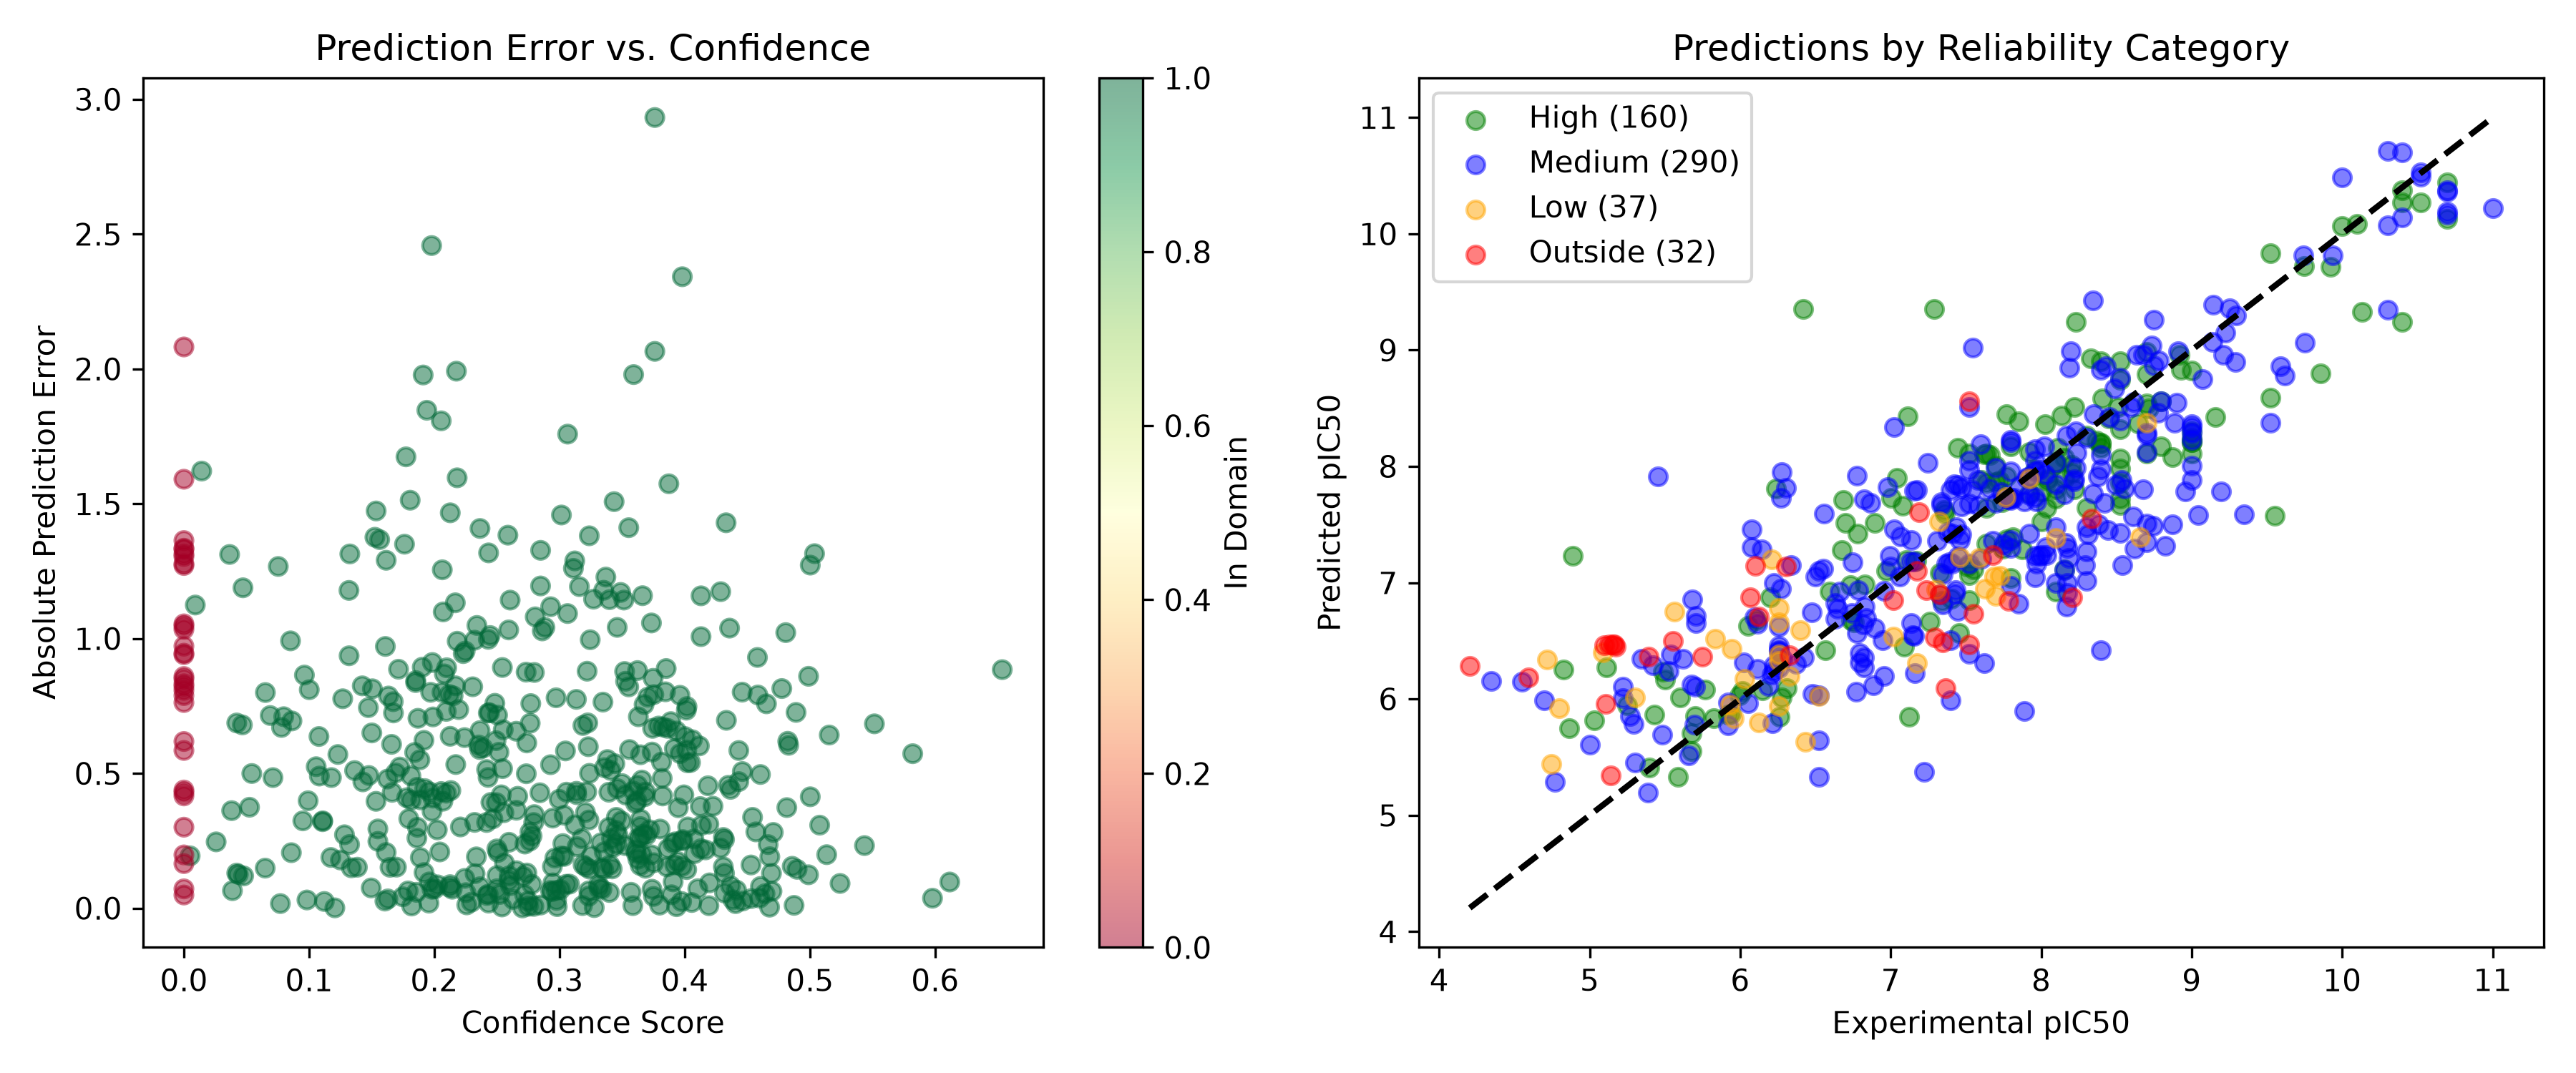 Prediction Error vs. Confidence
Absolute Prediction Error
3.0
2.5
2.0
1.5
1.0
0.5
0.0
0.0 0.1 0.2 0.3 0.4 0.5 0.6
Confidence Score
1.0
0.8
0.6
0.4
0.2
0.0
In Domain
Predictions by Reliability Category
High (160)
Medium (290)
Low (37)
Outside (32)
Predicted pIC50
11
10
9
8
7
6
5
4
4 5 6 7 8 9 10 11
Experimental pIC50